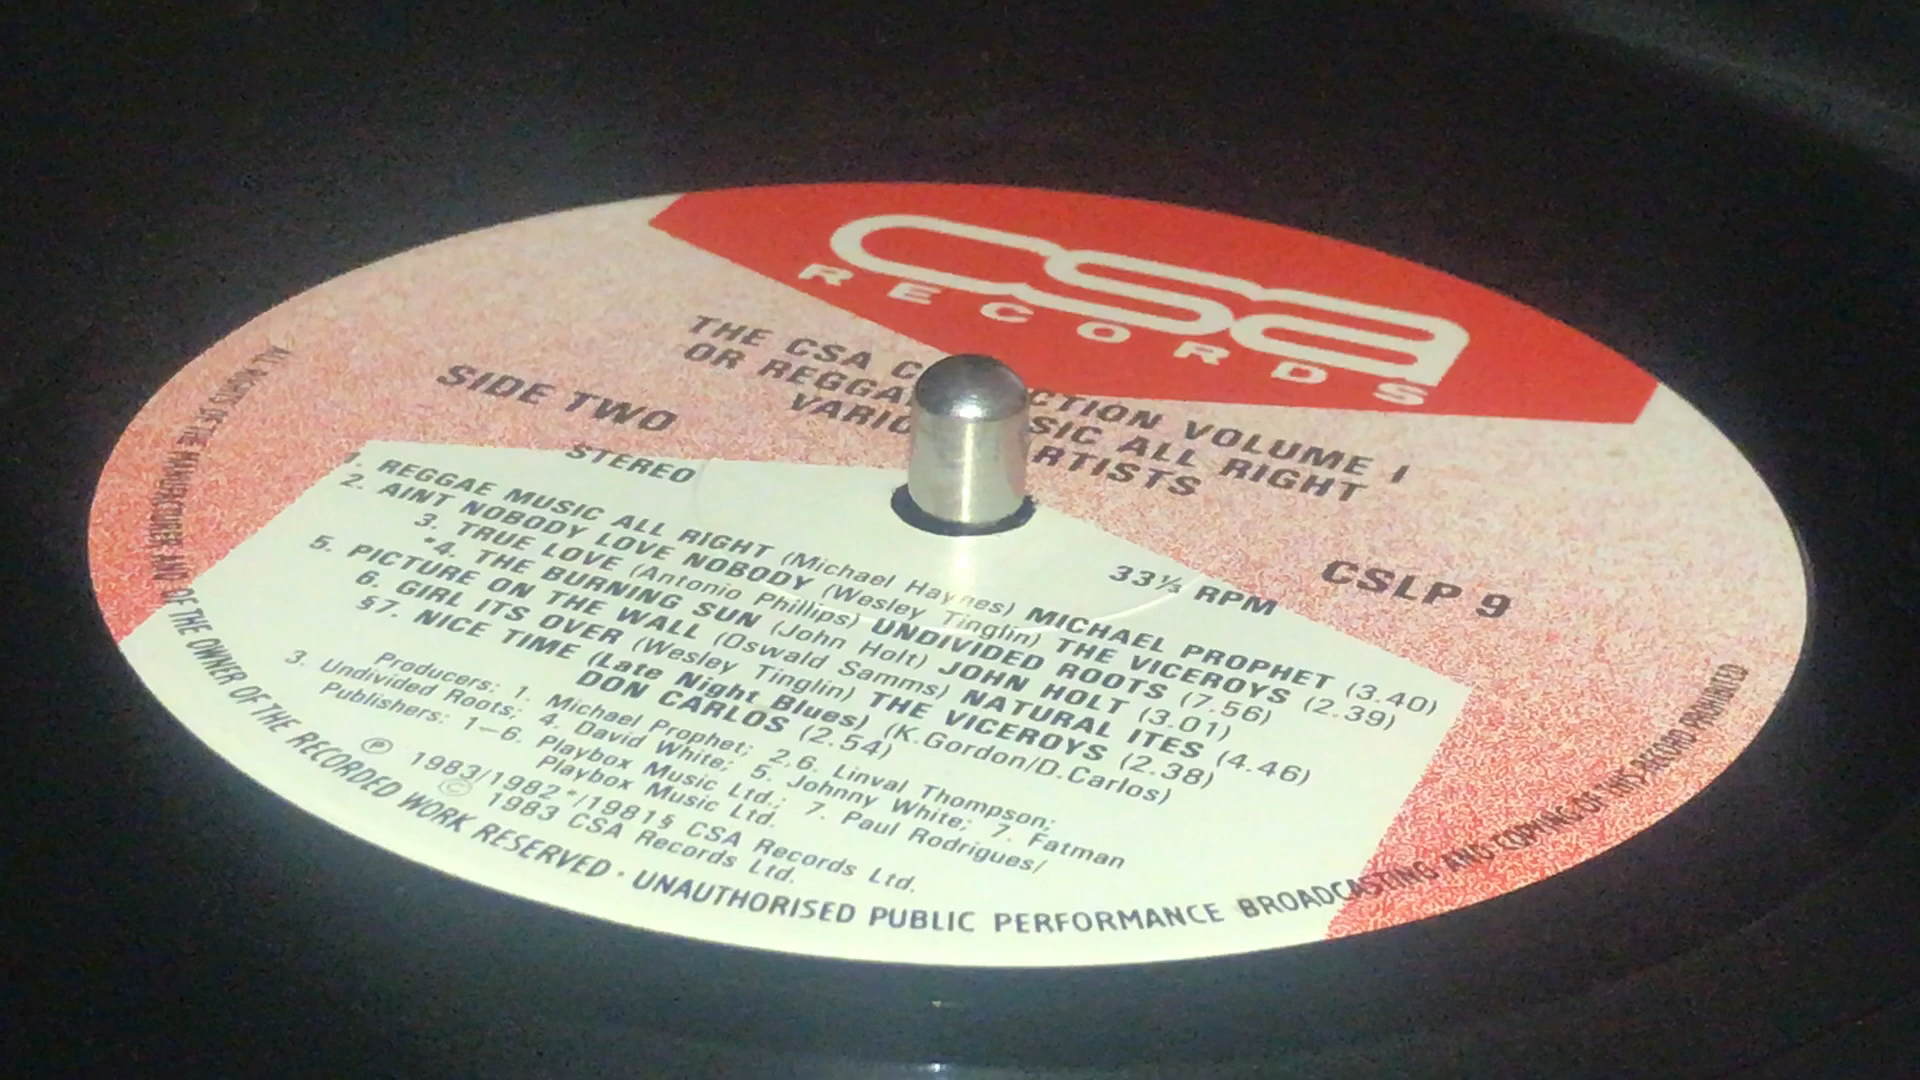 csa
RECORDS
THE CSA C CTION VOLUME I
OR REGGA SIC ALL RIGHT
VARIO RTISTS
SIDE TWO
STEREO
33⅓ RPM
CSLP 9
1. REGGAE MUSIC ALL RIGHT (Michael Haynes) MICHAEL PROPHET (3.40)
2. AINT NOBODY LOVE NOBODY (Wesley Tinglin) THE VICEROYS (2.39)
3. TRUE LOVE (Antonio Phillips) UNDIVIDED ROOTS (7.56)
*4. THE BURNING SUN (John Holt) JOHN HOLT (3.01)
5. PICTURE ON THE WALL (Oswald Samms) NATURAL ITES (4.46)
6. GIRL ITS OVER (Wesley Tinglin) THE VICEROYS (2.38)
§7. NICE TIME (Late Night Blues) (K.Gordon/D.Carlos)
DON CARLOS (2.54)
Producers: 1. Michael Prophet; 2,6. Linval Thompson;
3. Undivided Roots; 4. David White; 5. Johnny White; 7. Fatman
Publishers: 1–6. Playbox Music Ltd.; 7. Paul Rodrigues/
Playbox Music Ltd.
℗ 1983/1982*/1981§ CSA Records Ltd.
© 1983 CSA Records Ltd.
ALL RIGHTS OF THE MANUFACTURER AND OF THE OWNER OF THE RECORDED WORK RESERVED · UNAUTHORISED PUBLIC PERFORMANCE BROADCASTING AND COPYING OF THIS RECORD PROHIBITED